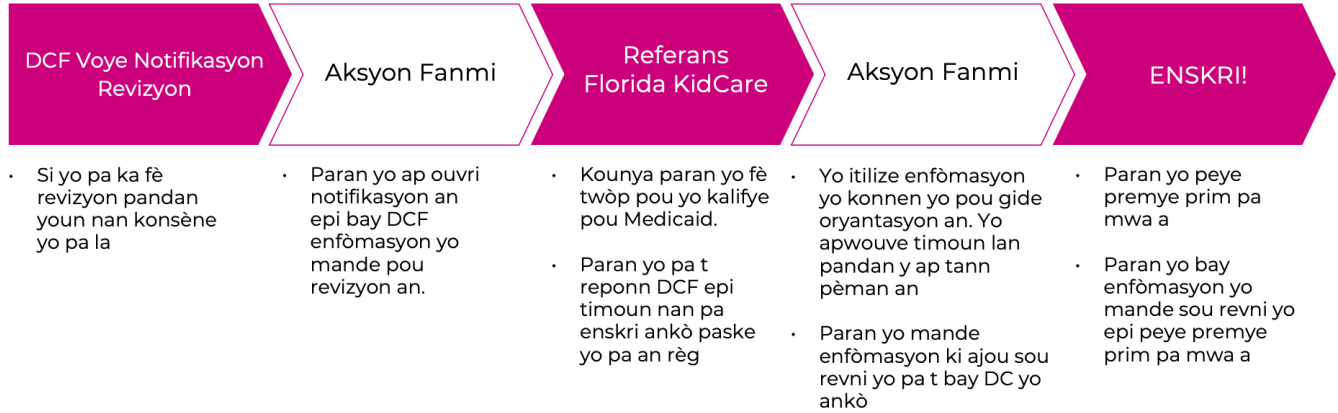 DCF Voye Notifikasyon
Revizyon
Aksyon Fanmi
Referans
Florida KidCare
Aksyon Fanmi
ENSKRI!
• Si yo pa ka fè
revizyon pandan
youn nan konsène
yo pa la
• Paran yo ap ouvri
notifikasyon an
epi bay DCF
enfòmasyon yo
mande pou
revizyon an.
• Kounya paran yo fè
twòp pou yo kalifye
pou Medicaid.
• Paran yo pa t
reponn DCF epi
timoun nan pa
enskri ankò paske
yo pa an règ
• Yo itilize enfòmasyon
yo konnen yo pou gide
oryantasyon an. Yo
apwouve timoun lan
pandan y ap tann
pèman an
• Paran yo mande
enfòmasyon ki ajou sou
revni yo pa t bay DC yo
ankò
• Paran yo peye
premye prim pa
mwa a
• Paran yo bay
enfòmasyon yo
mande sou revni yo
epi peye premye
prim pa mwa a